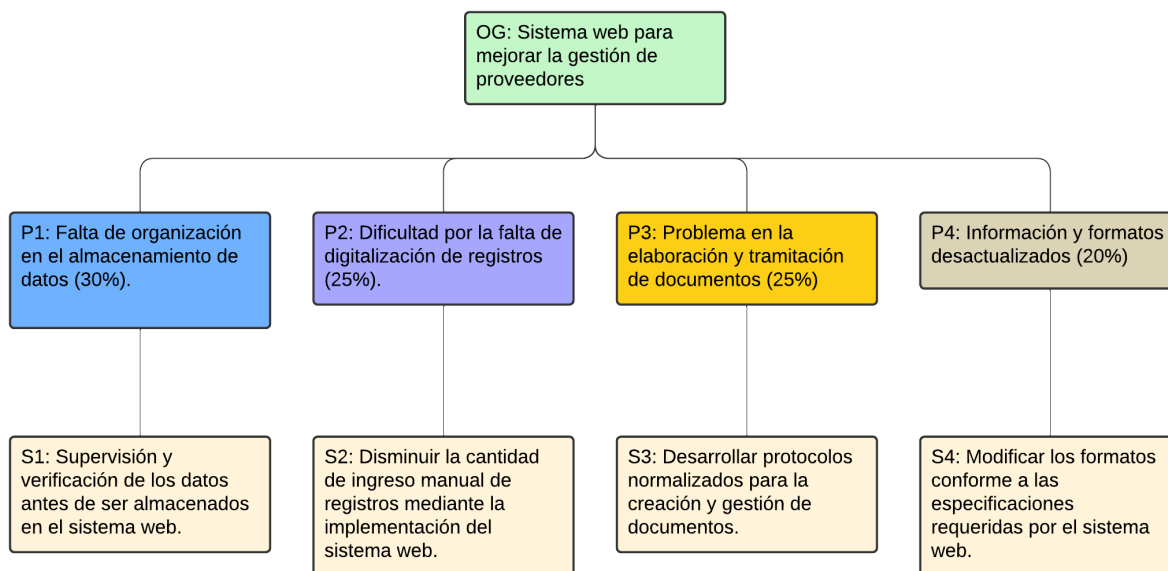 OG: Sistema web para
mejorar la gestión de
proveedores
P1: Falta de organización
en el almacenamiento de
datos (30%).
P2: Dificultad por la falta de
digitalización de registros
(25%).
P3: Problema en la
elaboración y tramitación
de documentos (25%)
P4: Información y formatos
desactualizados (20%)
S1: Supervisión y
verificación de los datos
antes de ser almacenados
en el sistema web.
S2: Disminuir la cantidad
de ingreso manual de
registros mediante la
implementación del
sistema web.
S3: Desarrollar protocolos
normalizados para la
creación y gestión de
documentos.
S4: Modificar los formatos
conforme a las
especificaciones
requeridas por el sistema
web.